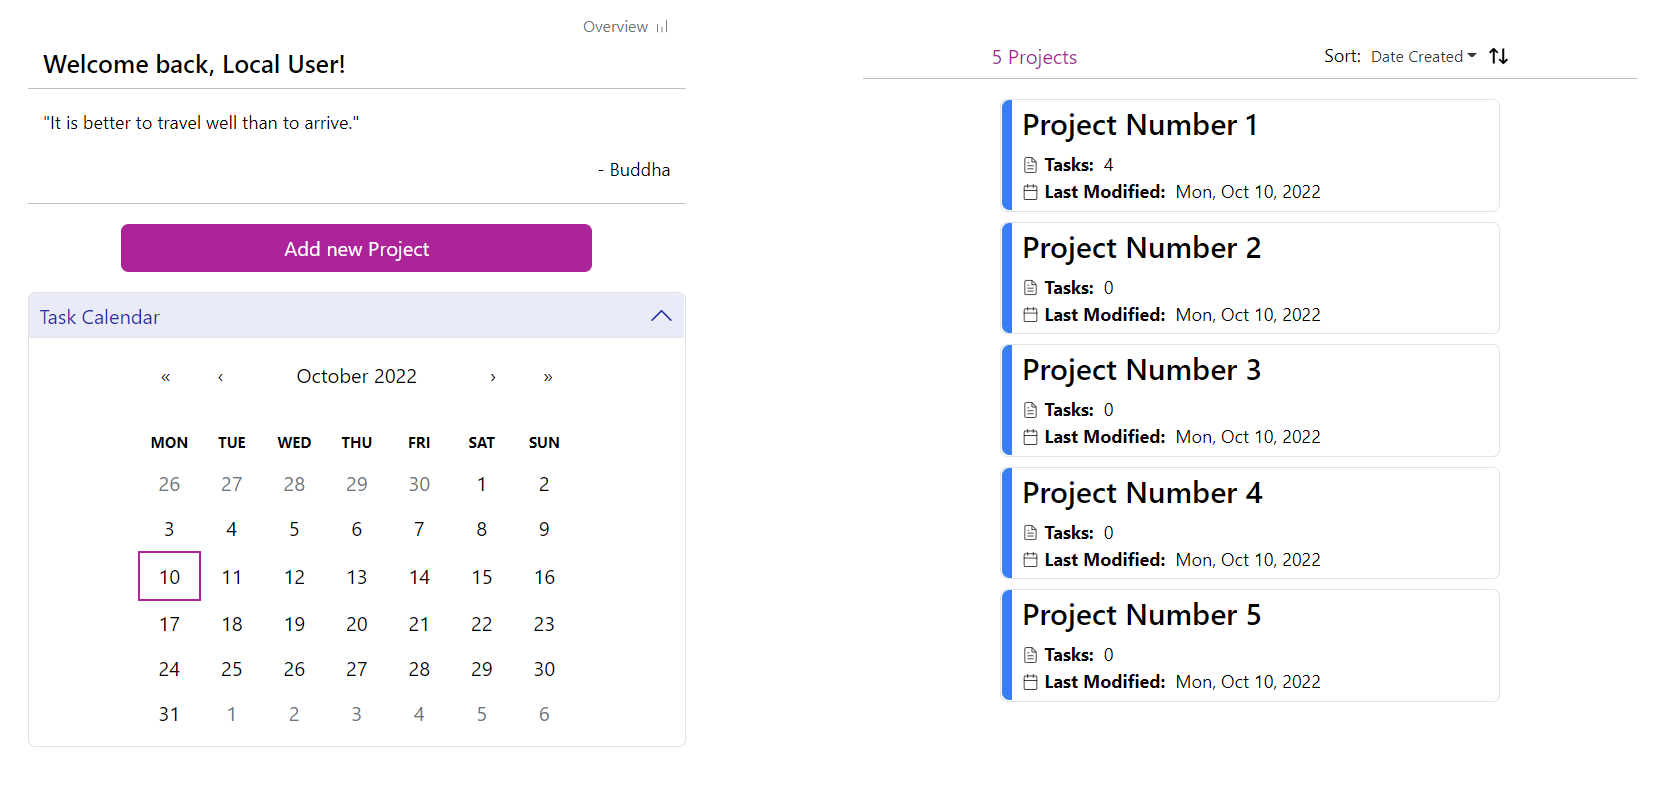 Overview
Welcome back, Local User!
"It is better to travel well than to arrive."
- Buddha
Add new Project
Task Calendar
« ‹ October 2022 › »
MON TUE WED THU FRI SAT SUN
26 27 28 29 30 1 2
3 4 5 6 7 8 9
10 11 12 13 14 15 16
17 18 19 20 21 22 23
24 25 26 27 28 29 30
31 1 2 3 4 5 6
5 Projects Sort: Date Created
Project Number 1
Tasks: 4
Last Modified: Mon, Oct 10, 2022
Project Number 2
Tasks: 0
Last Modified: Mon, Oct 10, 2022
Project Number 3
Tasks: 0
Last Modified: Mon, Oct 10, 2022
Project Number 4
Tasks: 0
Last Modified: Mon, Oct 10, 2022
Project Number 5
Tasks: 0
Last Modified: Mon, Oct 10, 2022